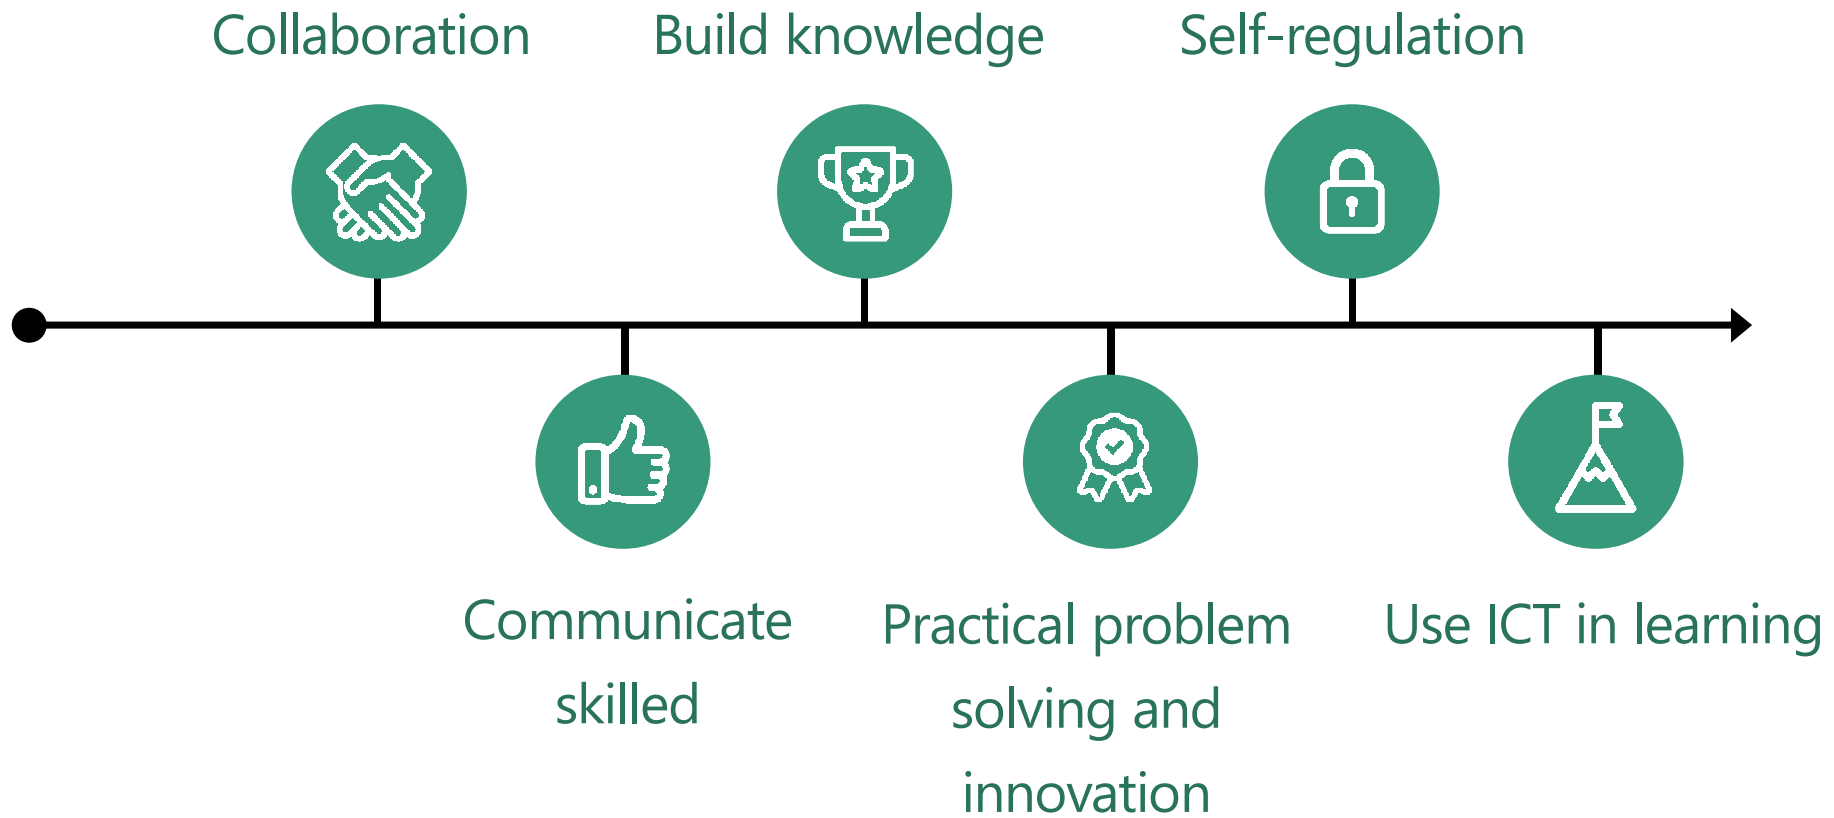 Collaboration
Build knowledge
Self-regulation
Communicate
skilled
Practical problem
solving and
innovation
Use ICT in learning